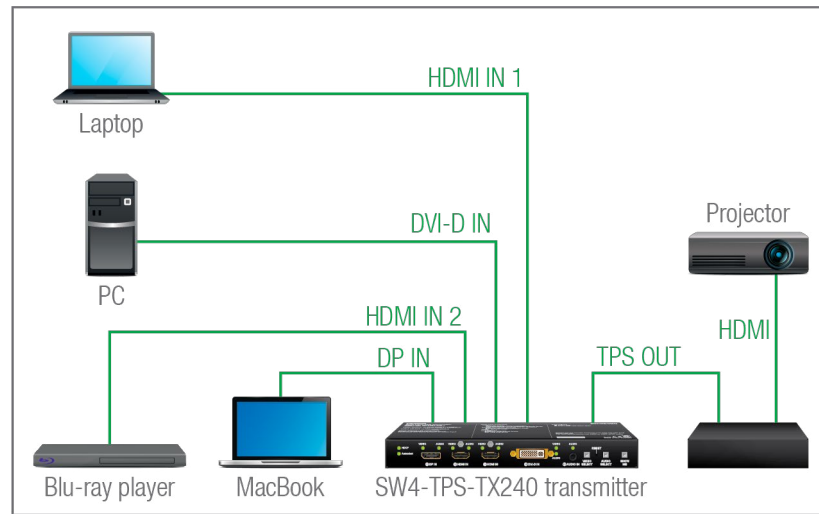 HDMI IN 1
Laptop
Projector
DVI-D IN
PC
HDMI IN 2
HDMI
DP IN
TPS OUT
Blu-ray player
MacBook
SW4-TPS-TX240 transmitter